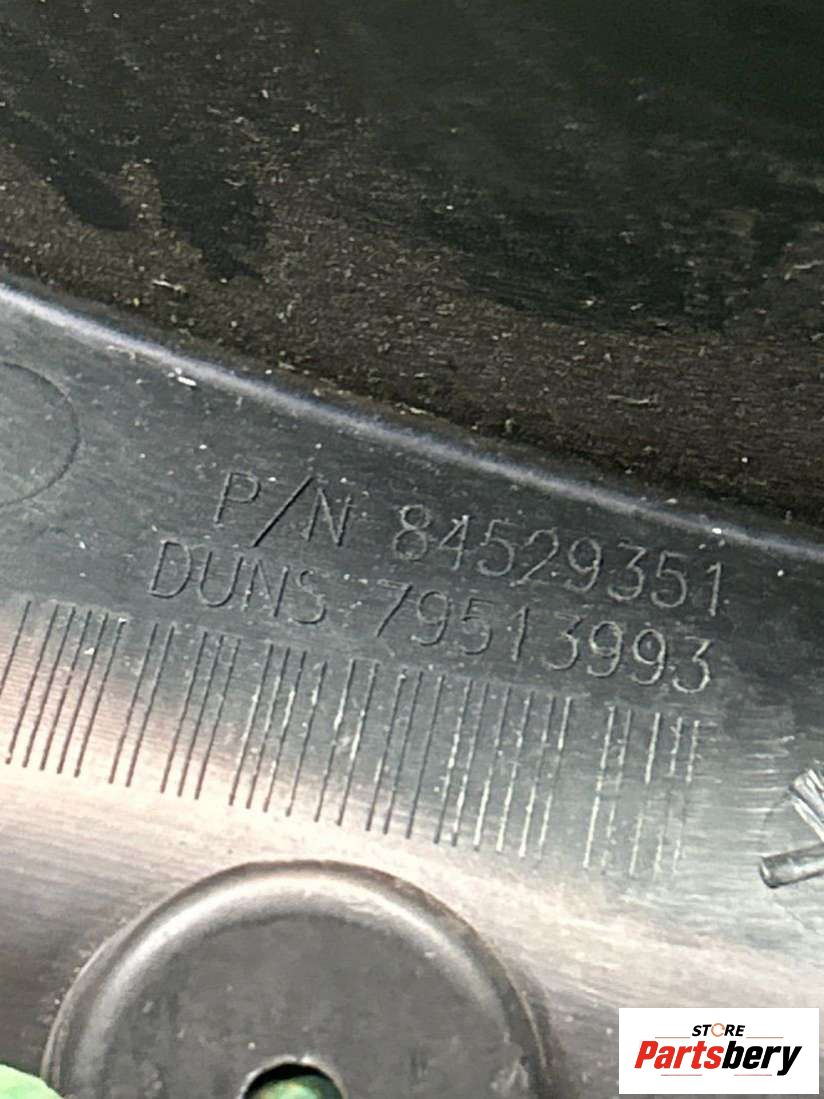 P/N 84529351
DUNS 79513993
STORE
Partsbery